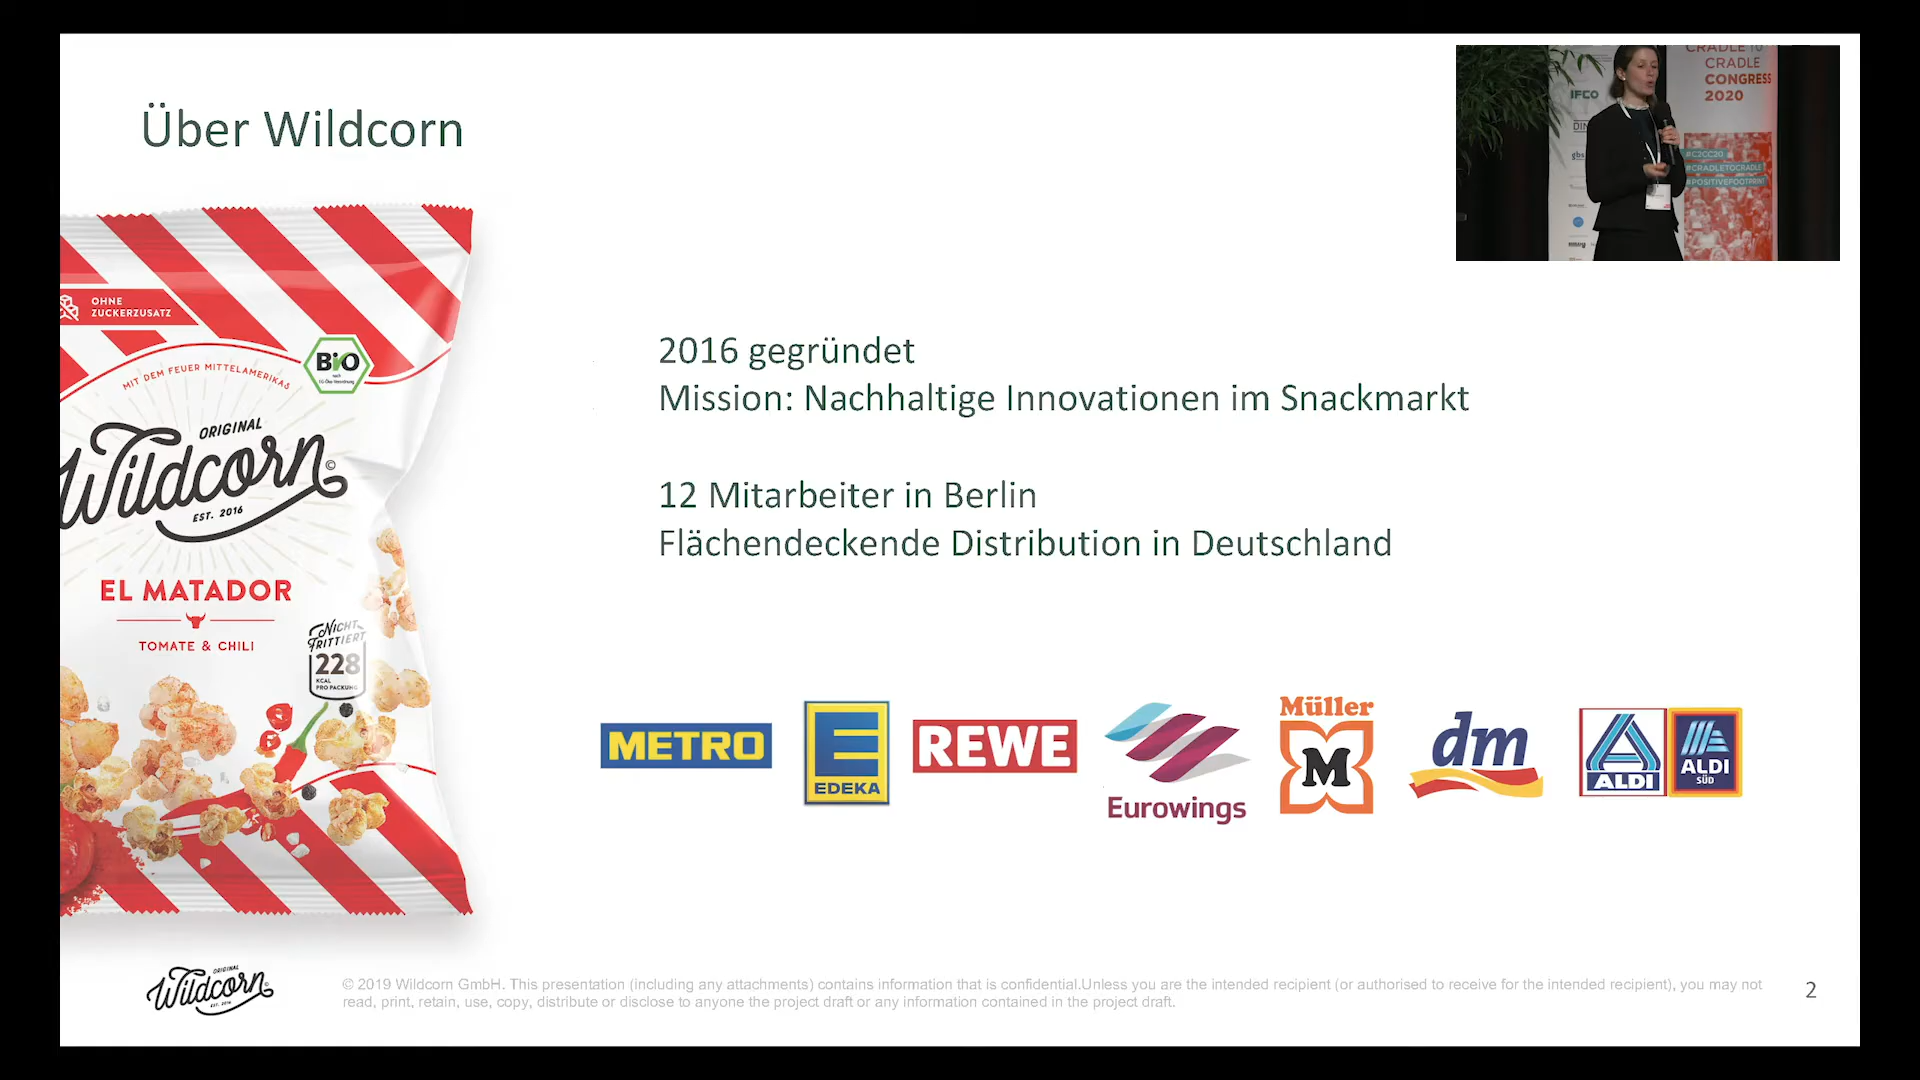 Über Wildcorn
CRADLE TO
CRADLE
CONGRESS
2020
IFCO
DIN
gbs
#C2CC20
#CRADLETOCRADLE
#POSITIVEFOOTPRINT
OHNE
ZUCKERZUSATZ
MIT DEM FEUER MITTELAMERIKAS
Bio
nach
EG-Öko-Verordnung
ORIGINAL
Wildcorn©
EST. 2016
EL MATADOR
TOMATE & CHILI
NICHT
FRITTIERT
228
KCAL
PRO PACKUNG
2016 gegründet
Mission: Nachhaltige Innovationen im Snackmarkt
12 Mitarbeiter in Berlin
Flächendeckende Distribution in Deutschland
METRO
E
EDEKA
REWE
Eurowings
Müller
M
dm
ALDI
ALDI
SÜD
ORIGINAL
Wildcorn©
EST. 2016
© 2019 Wildcorn GmbH. This presentation (including any attachments) contains information that is confidential.Unless you are the intended recipient (or authorised to receive for the intended recipient), you may not
read, print, retain, use, copy, distribute or disclose to anyone the project draft or any information contained in the project draft.
2